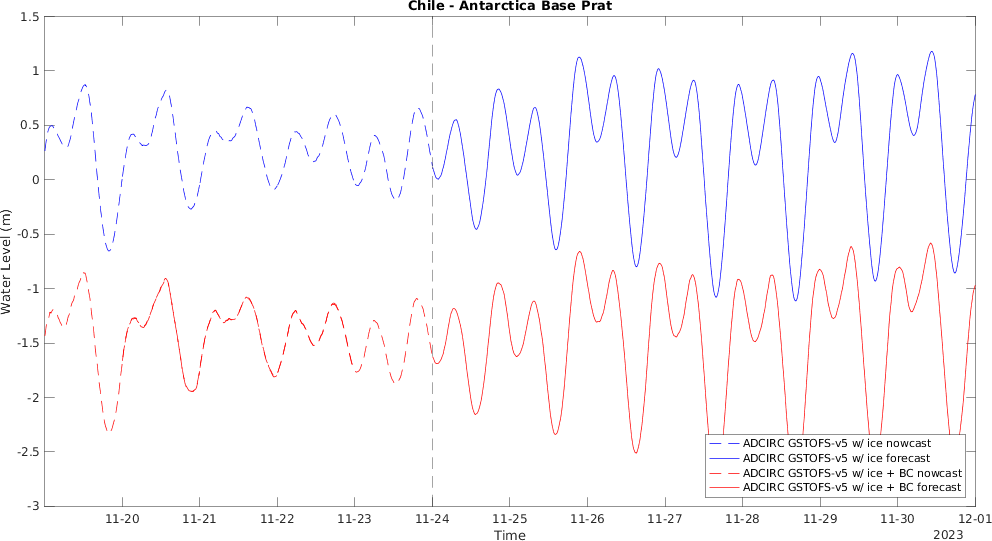 Chile - Antarctica Base Prat
1.5
1
0.5
0
-0.5
-1
-1.5
-2
-2.5
-3
Water Level (m)
ADCIRC GSTOFS-v5 w/ ice nowcast
ADCIRC GSTOFS-v5 w/ ice forecast
ADCIRC GSTOFS-v5 w/ ice + BC nowcast
ADCIRC GSTOFS-v5 w/ ice + BC forecast
11-20 11-21 11-22 11-23 11-24 11-25 11-26 11-27 11-28 11-29 11-30 12-01
Time
2023